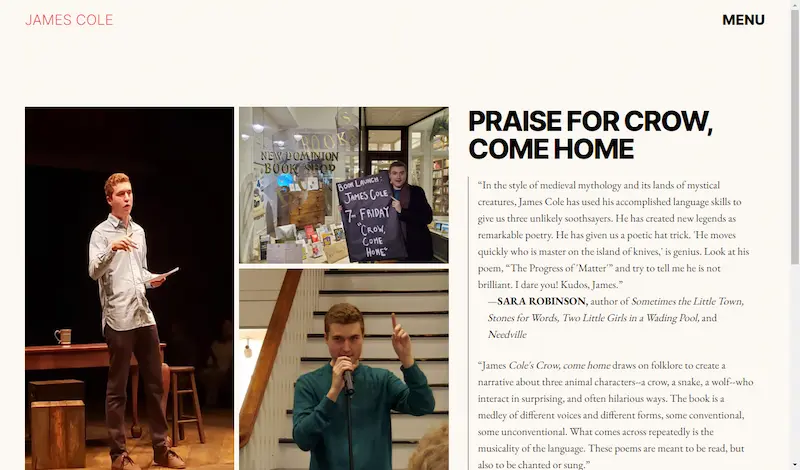 JAMES COLE
MENU
BOOKS
NEW DOMINION
BOOK SHOP
BOOK LAUNCH:
JAMES COLE
7PM FRIDAY
"CROW,
COME
HOME"
PRAISE FOR CROW,
COME HOME
“In the style of medieval mythology and its lands of mystical
creatures, James Cole has used his accomplished language skills to
give us three unlikely soothsayers. He has created new legends as
remarkable poetry. He has given us a poetic hat trick. 'He moves
quickly who is master on the island of knives,' is genius. Look at his
poem, “The Progress of 'Matter'” and try to tell me he is not
brilliant. I dare you! Kudos, James.”
—SARA ROBINSON, author of Sometimes the Little Town,
Stones for Words, Two Little Girls in a Wading Pool, and
Needville
“James Cole's Crow, come home draws on folklore to create a
narrative about three animal characters--a crow, a snake, a wolf--who
interact in surprising, and often hilarious ways. The book is a
medley of different voices and different forms, some conventional,
some unconventional. What comes across repeatedly is the
musicality of the language. These poems are meant to be read, but
also to be chanted or sung.”